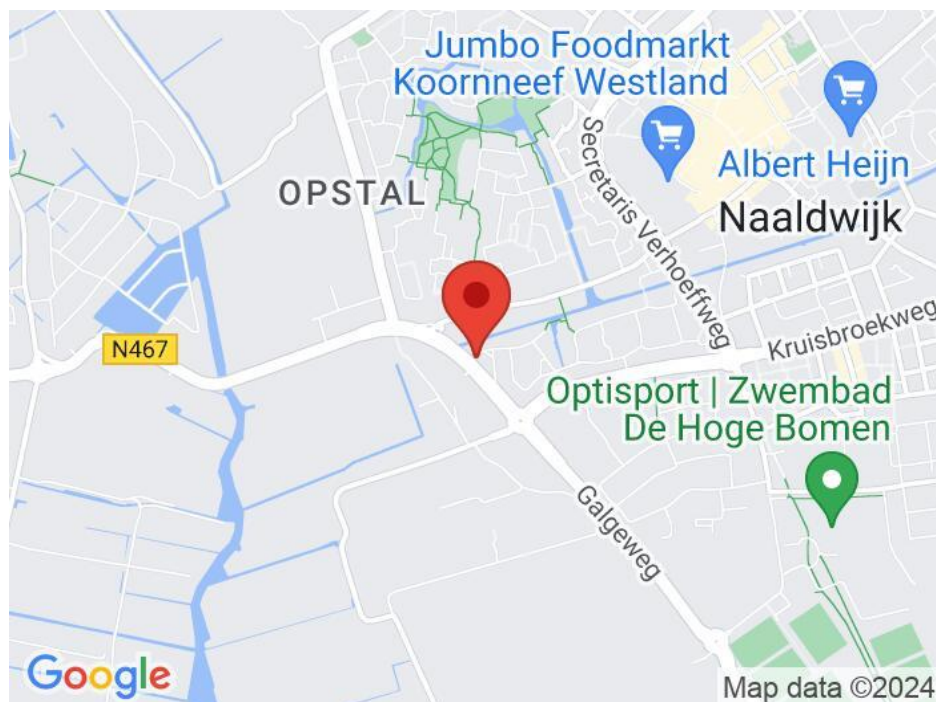 Jumbo Foodmarkt
Koornneef Westland
Secretaris Verhoeffweg
Albert Heijn
OPSTAL
Naaldwijk
N467
Kruisbroekweg
Optisport | Zwembad
De Hoge Bomen
Galgeweg
Google
Map data ©2024